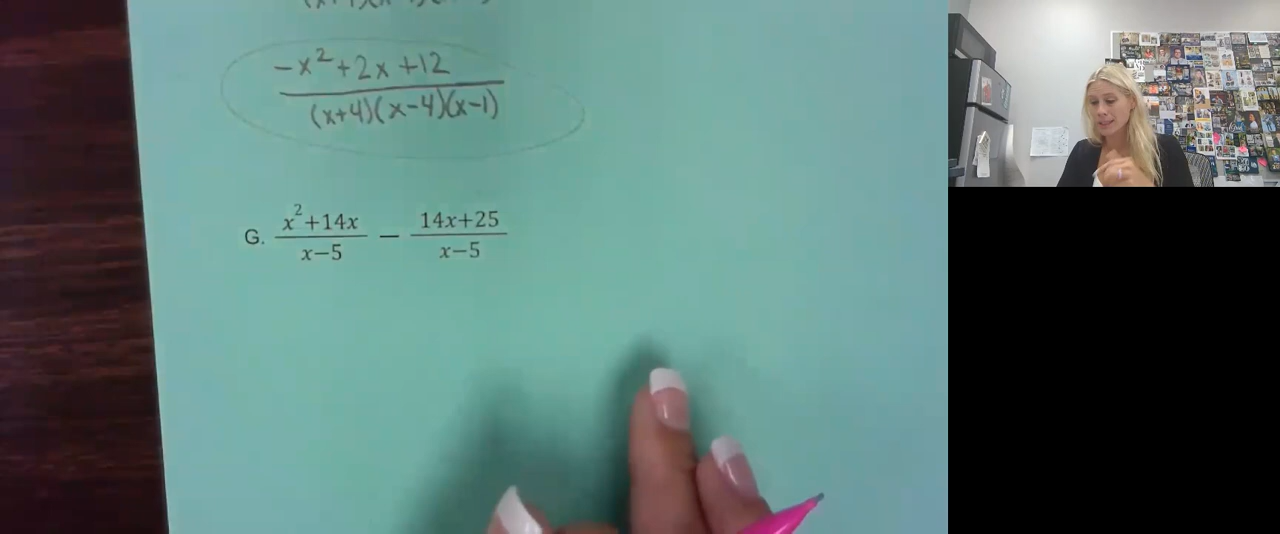 -x²+2x+12
(x+4)(x-4)(x-1)
G. x²+14x / x-5 - 14x+25 / x-5